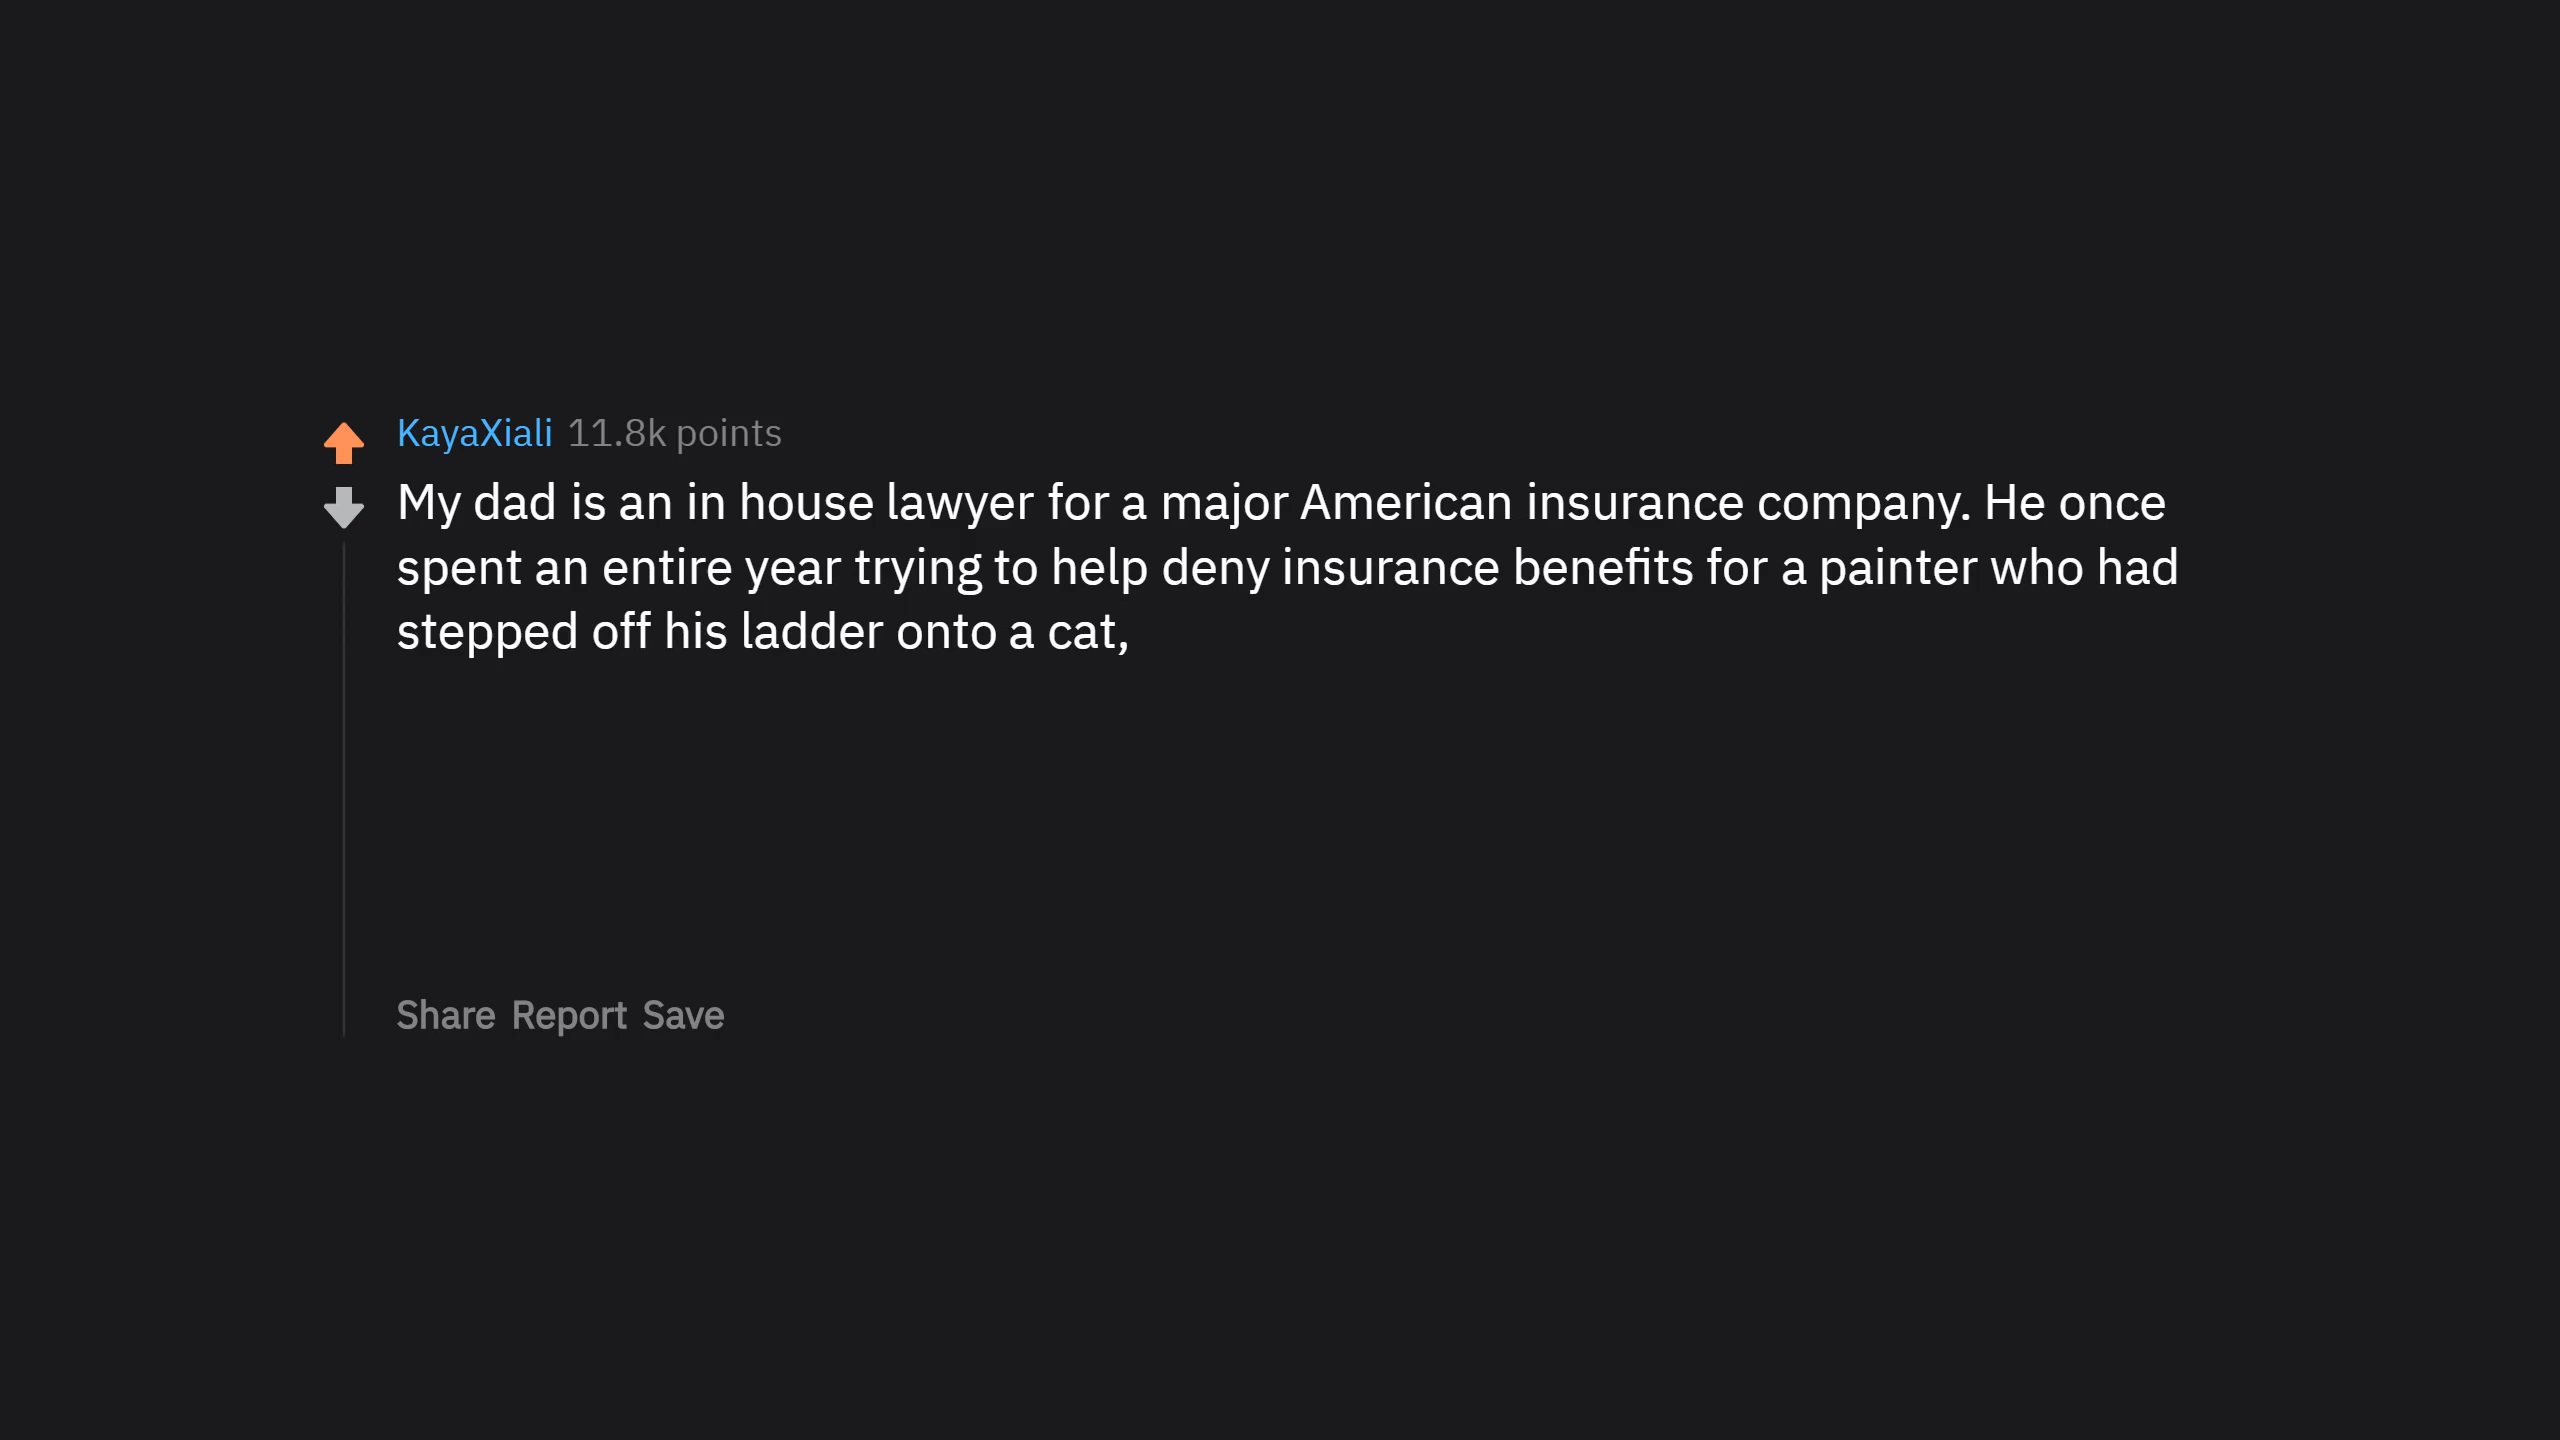 KayaXiali 11.8k points
My dad is an in house lawyer for a major American insurance company. He once
spent an entire year trying to help deny insurance benefits for a painter who had
stepped off his ladder onto a cat,
Share Report Save